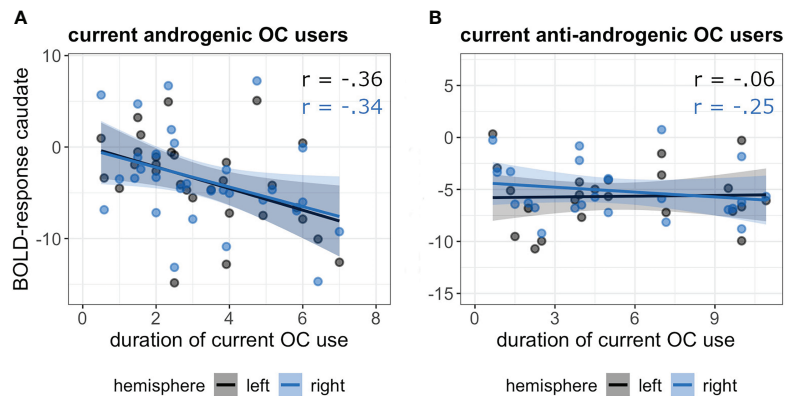 A
current androgenic OC users
r = -.36
r = -.34
BOLD-response caudate
10
0
-10
0 2 4 6 8
duration of current OC use
hemisphere left right
B
current anti-androgenic OC users
r = -.06
r = -.25
5
0
-5
-10
-15
0 3 6 9
duration of current OC use
hemisphere left right